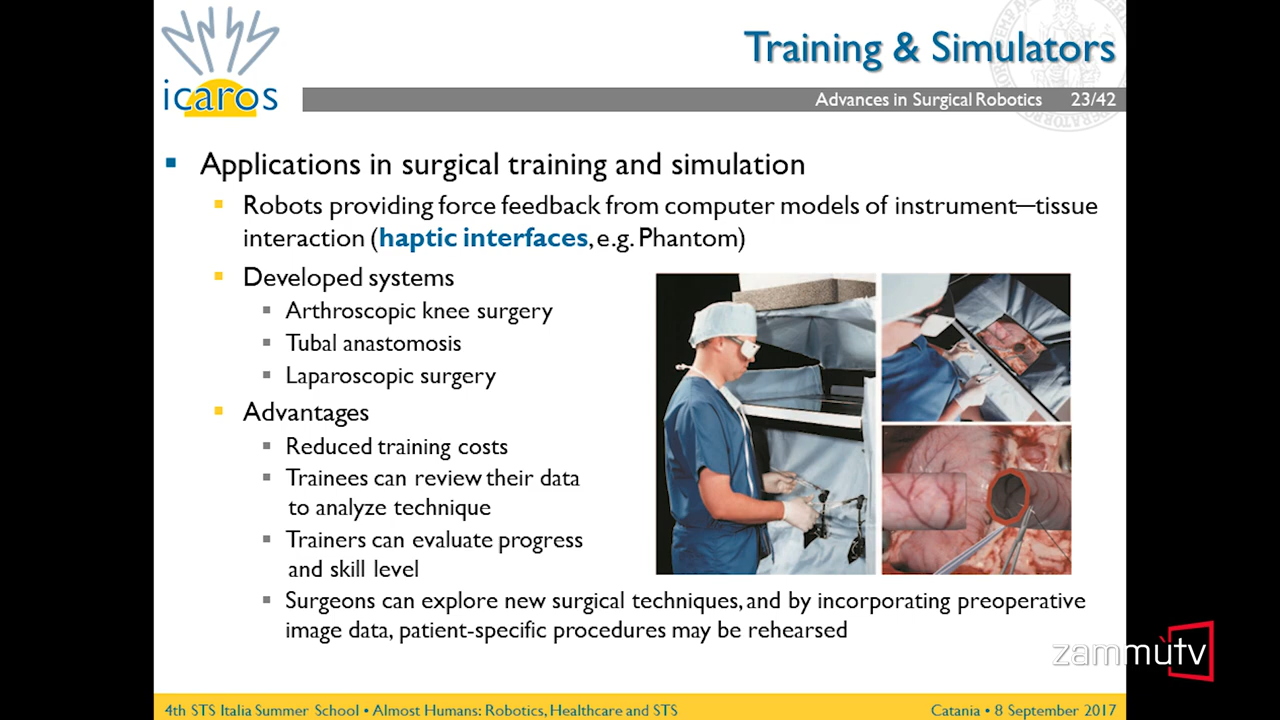 icaros
Training & Simulators
Advances in Surgical Robotics 23/42
Applications in surgical training and simulation
Robots providing force feedback from computer models of instrument—tissue
interaction (haptic interfaces, e.g. Phantom)
Developed systems
Arthroscopic knee surgery
Tubal anastomosis
Laparoscopic surgery
Advantages
Reduced training costs
Trainees can review their data
to analyze technique
Trainers can evaluate progress
and skill level
Surgeons can explore new surgical techniques, and by incorporating preoperative
image data, patient-specific procedures may be rehearsed
zammùtv
4th STS Italia Summer School • Almost Humans: Robotics, Healthcare and STS
Catania • 8 September 2017